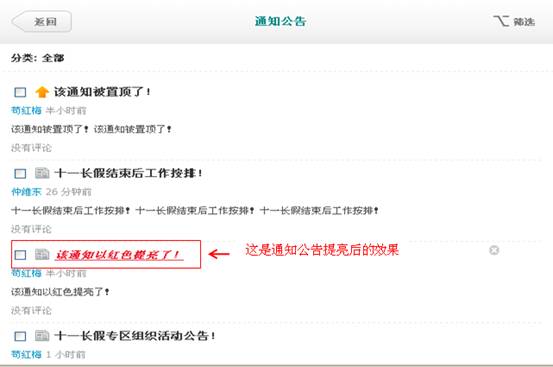 返回 通知公告 筛选
分类: 全部
该通知被置顶了!
苟红梅 半小时前
该通知被置顶了! 该通知被置顶了!
没有评论
十一长假结束后工作按排!
仲维东 26 分钟前
十一长假结束后工作按排! 十一长假结束后工作按排! 十一长假结束后工作按排!
没有评论
该通知以红色提亮了! 这是通知公告提亮后的效果
苟红梅 半小时前
该通知以红色提亮了!
没有评论
十一长假专区组织活动公告!
苟红梅 1 小时前